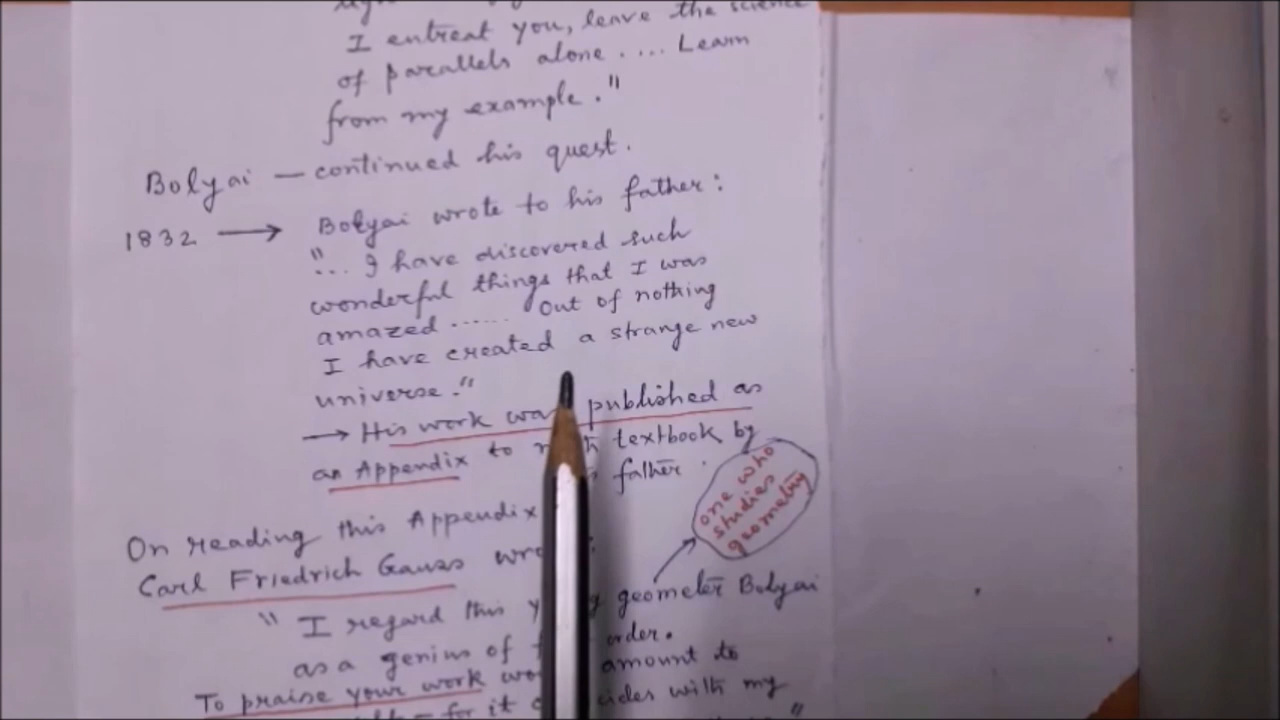 I entreat you, leave the science
of parallels alone .... Learn
from my example."
Bolyai — continued his quest.
1832 → Bolyai wrote to his father:
"... I have discovered such
wonderful things that I was
amazed ...... Out of nothing
I have created a strange new
universe."
→ His work was published as
an Appendix to textbook by
father.
one who
studies
geometry
On reading this Appendix
Carl Friedrich Gauss
" I regard this geometer Bolyai
as a genius of order.
To praise your work amount to
for it with my